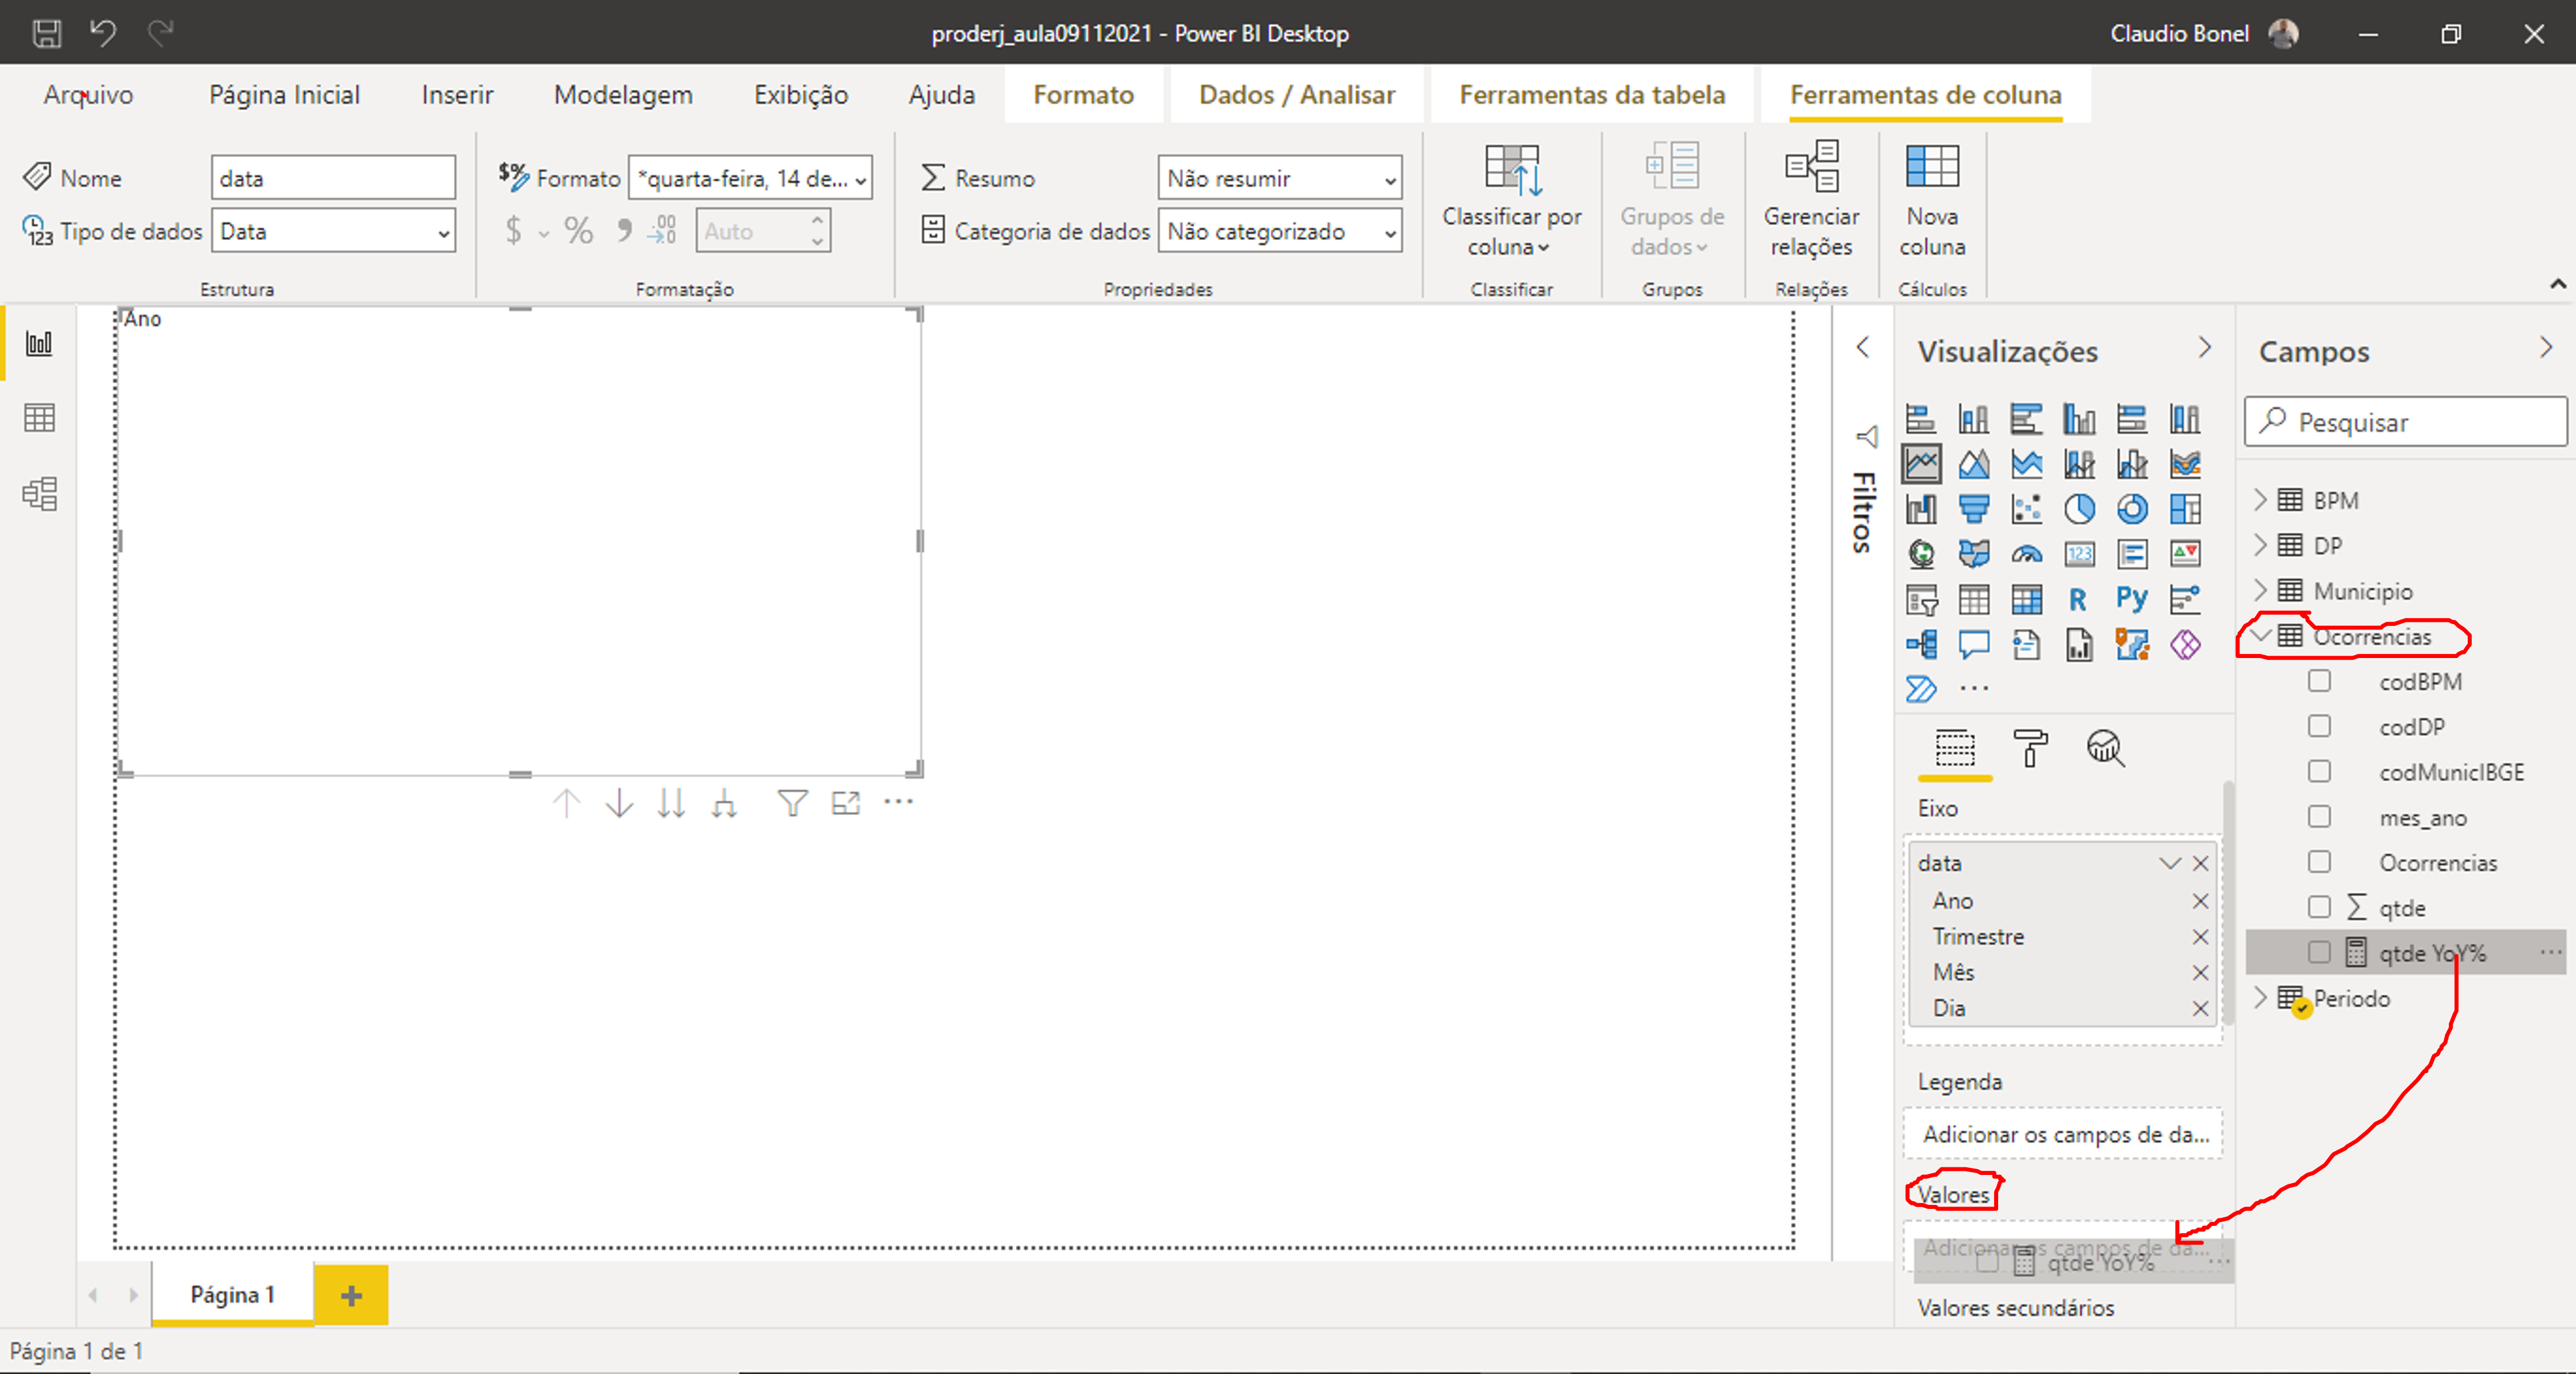 proderj_aula09112021 - Power BI Desktop
Claudio Bonel
Arquivo
Página Inicial
Inserir
Modelagem
Exibição
Ajuda
Formato
Dados / Analisar
Ferramentas da tabela
Ferramentas de coluna
Nome
data
Tipo de dados
Data
Estrutura
Formato
*quarta-feira, 14 de...
$ % 9 .00 →.0
Auto
Formatação
Resumo
Não resumir
Categoria de dados
Não categorizado
Propriedades
Classificar por
coluna
Classificar
Grupos de
dados
Grupos
Gerenciar
relações
Relações
Nova
coluna
Cálculos
Ano
Filtros
Visualizações
123
R
Py
Eixo
data
Ano
Trimestre
Mês
Dia
Legenda
Adicionar os campos de da...
Valores
Adicionar os campos de da...
qtde YoY%
Valores secundários
Campos
Pesquisar
BPM
DP
Municipio
Ocorrencias
codBPM
codDP
codMunicIBGE
mes_ano
Ocorrencias
qtde
qtde YoY%
Periodo
Página 1
Página 1 de 1